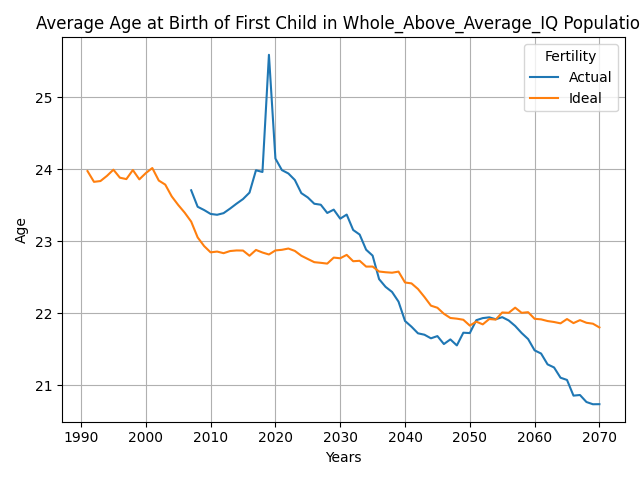 Average Age at Birth of First Child in Whole_Above_Average_IQ Populatio
Fertility
Actual
Ideal
Age
25
24
23
22
21
1990 2000 2010 2020 2030 2040 2050 2060 2070
Years